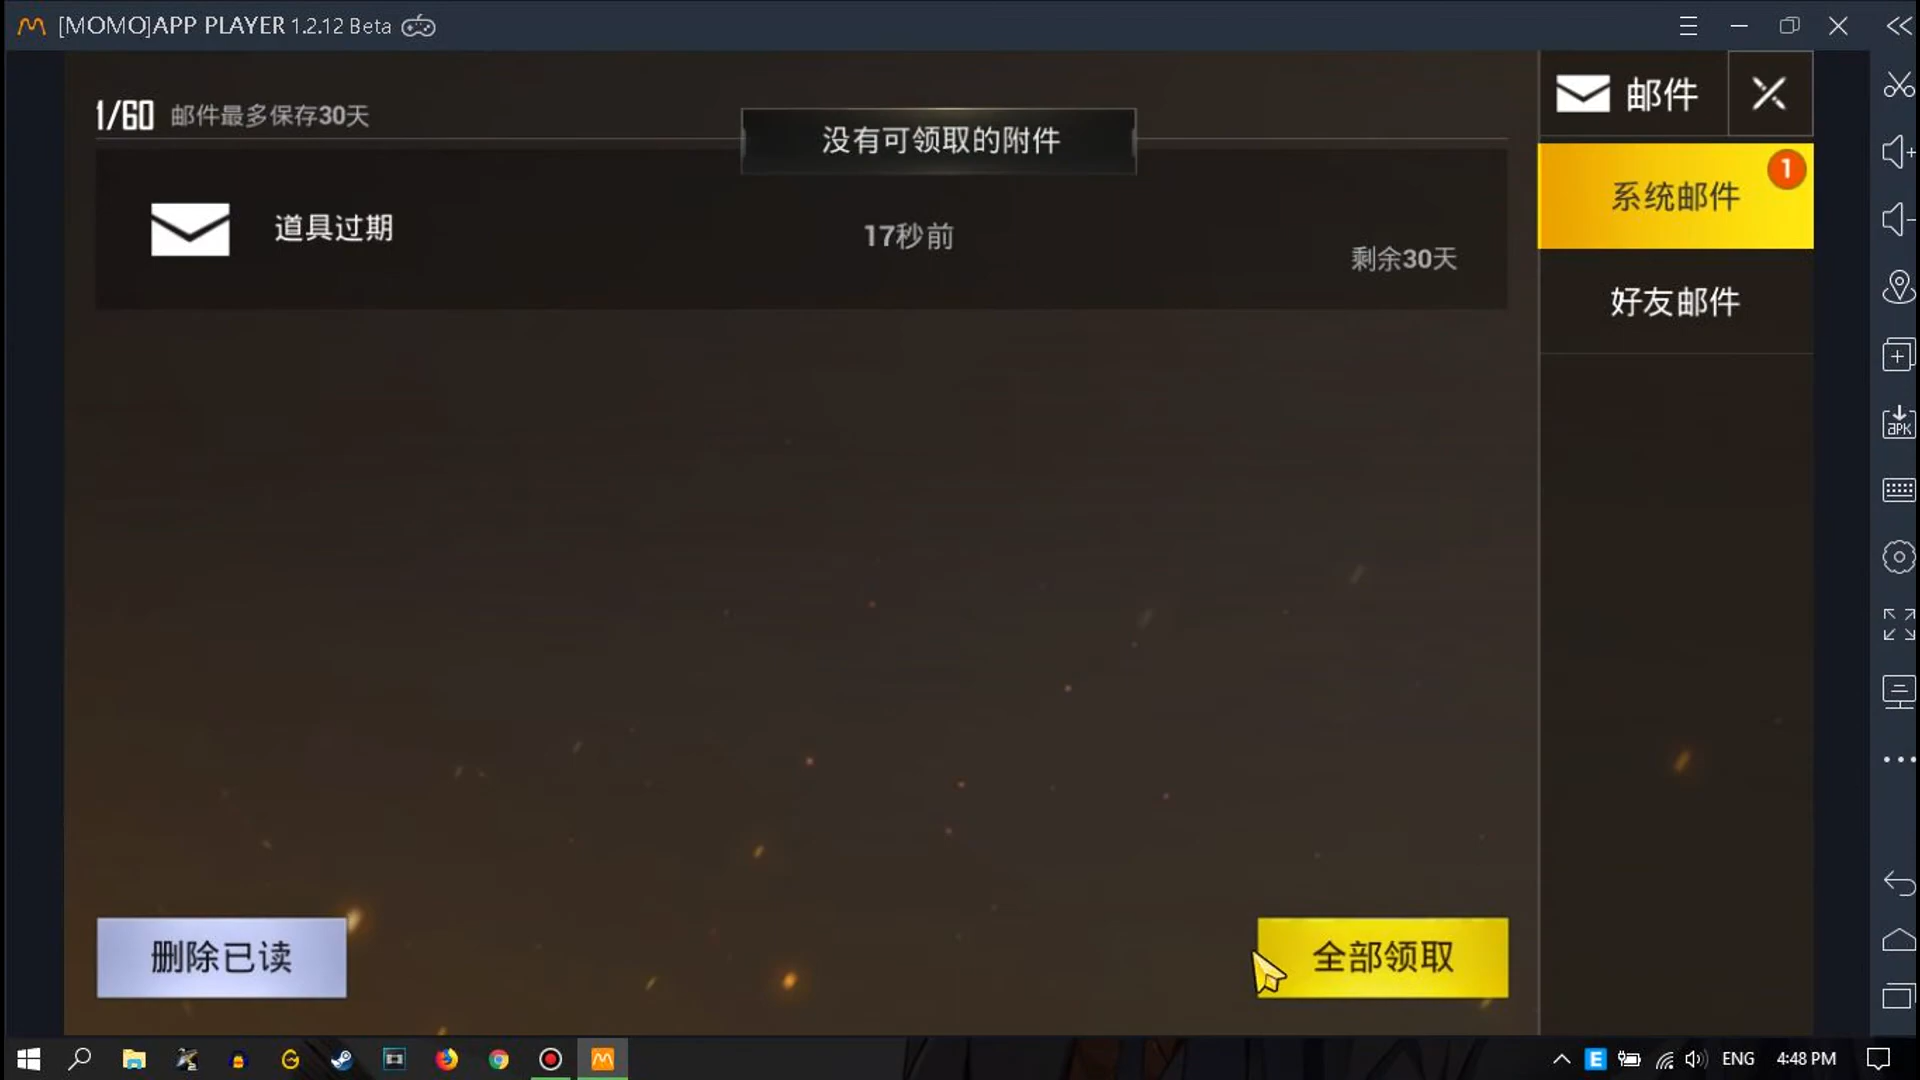 [MOMO]APP PLAYER 1.2.12 Beta
1/60 邮件最多保存30天
没有可领取的附件
邮件
道具过期
17秒前
剩余30天
系统邮件
1
好友邮件
APK
删除已读
全部领取
ENG
4:48 PM